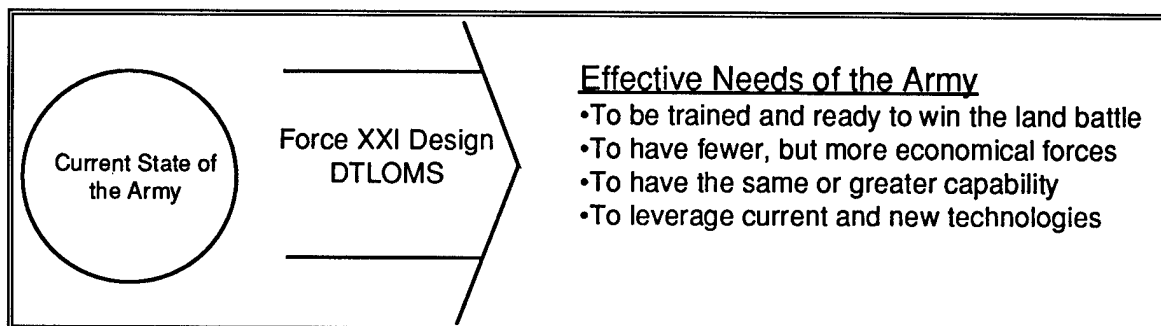 Current State of
the Army
Force XXI Design
DTLOMS
Effective Needs of the Army
•To be trained and ready to win the land battle
•To have fewer, but more economical forces
•To have the same or greater capability
•To leverage current and new technologies